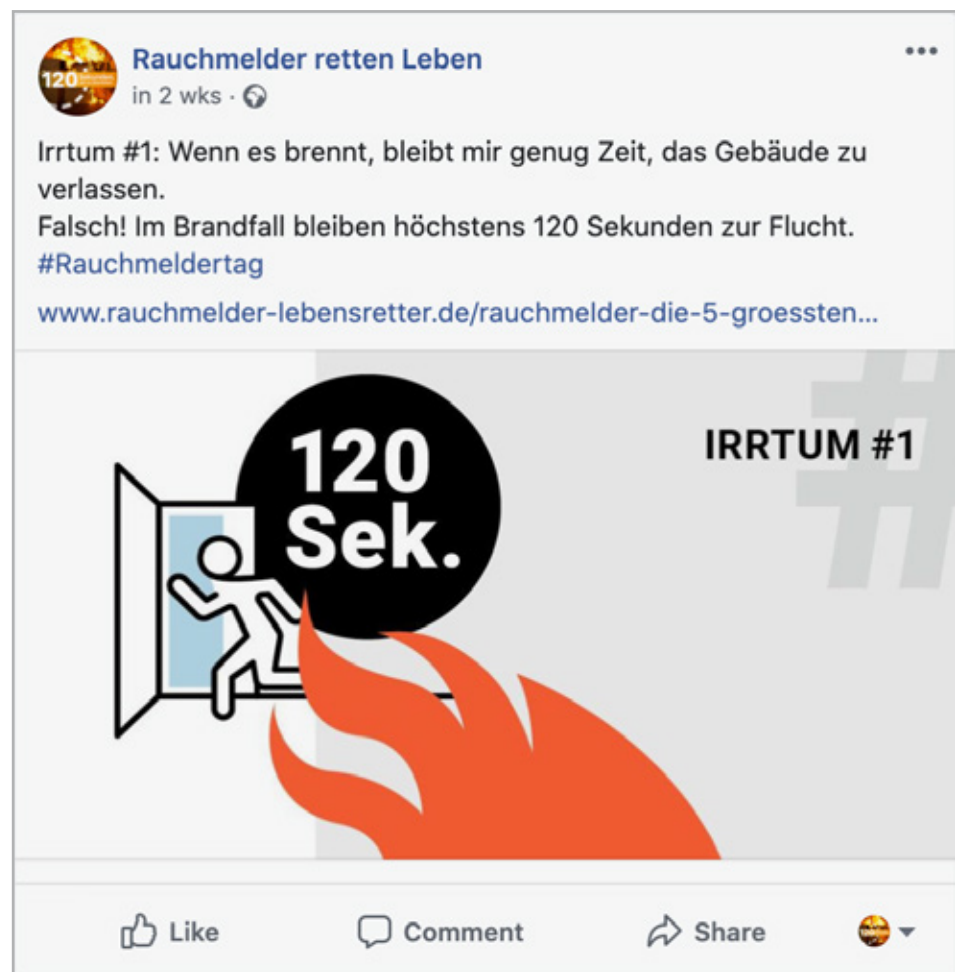 Rauchmelder retten Leben
in 2 wks ·
Irrtum #1: Wenn es brennt, bleibt mir genug Zeit, das Gebäude zu
verlassen.
Falsch! Im Brandfall bleiben höchstens 120 Sekunden zur Flucht.
#Rauchmeldertag
www.rauchmelder-lebensretter.de/rauchmelder-die-5-groessten...
120
Sek.
IRRTUM #1
#
Like
Comment
Share